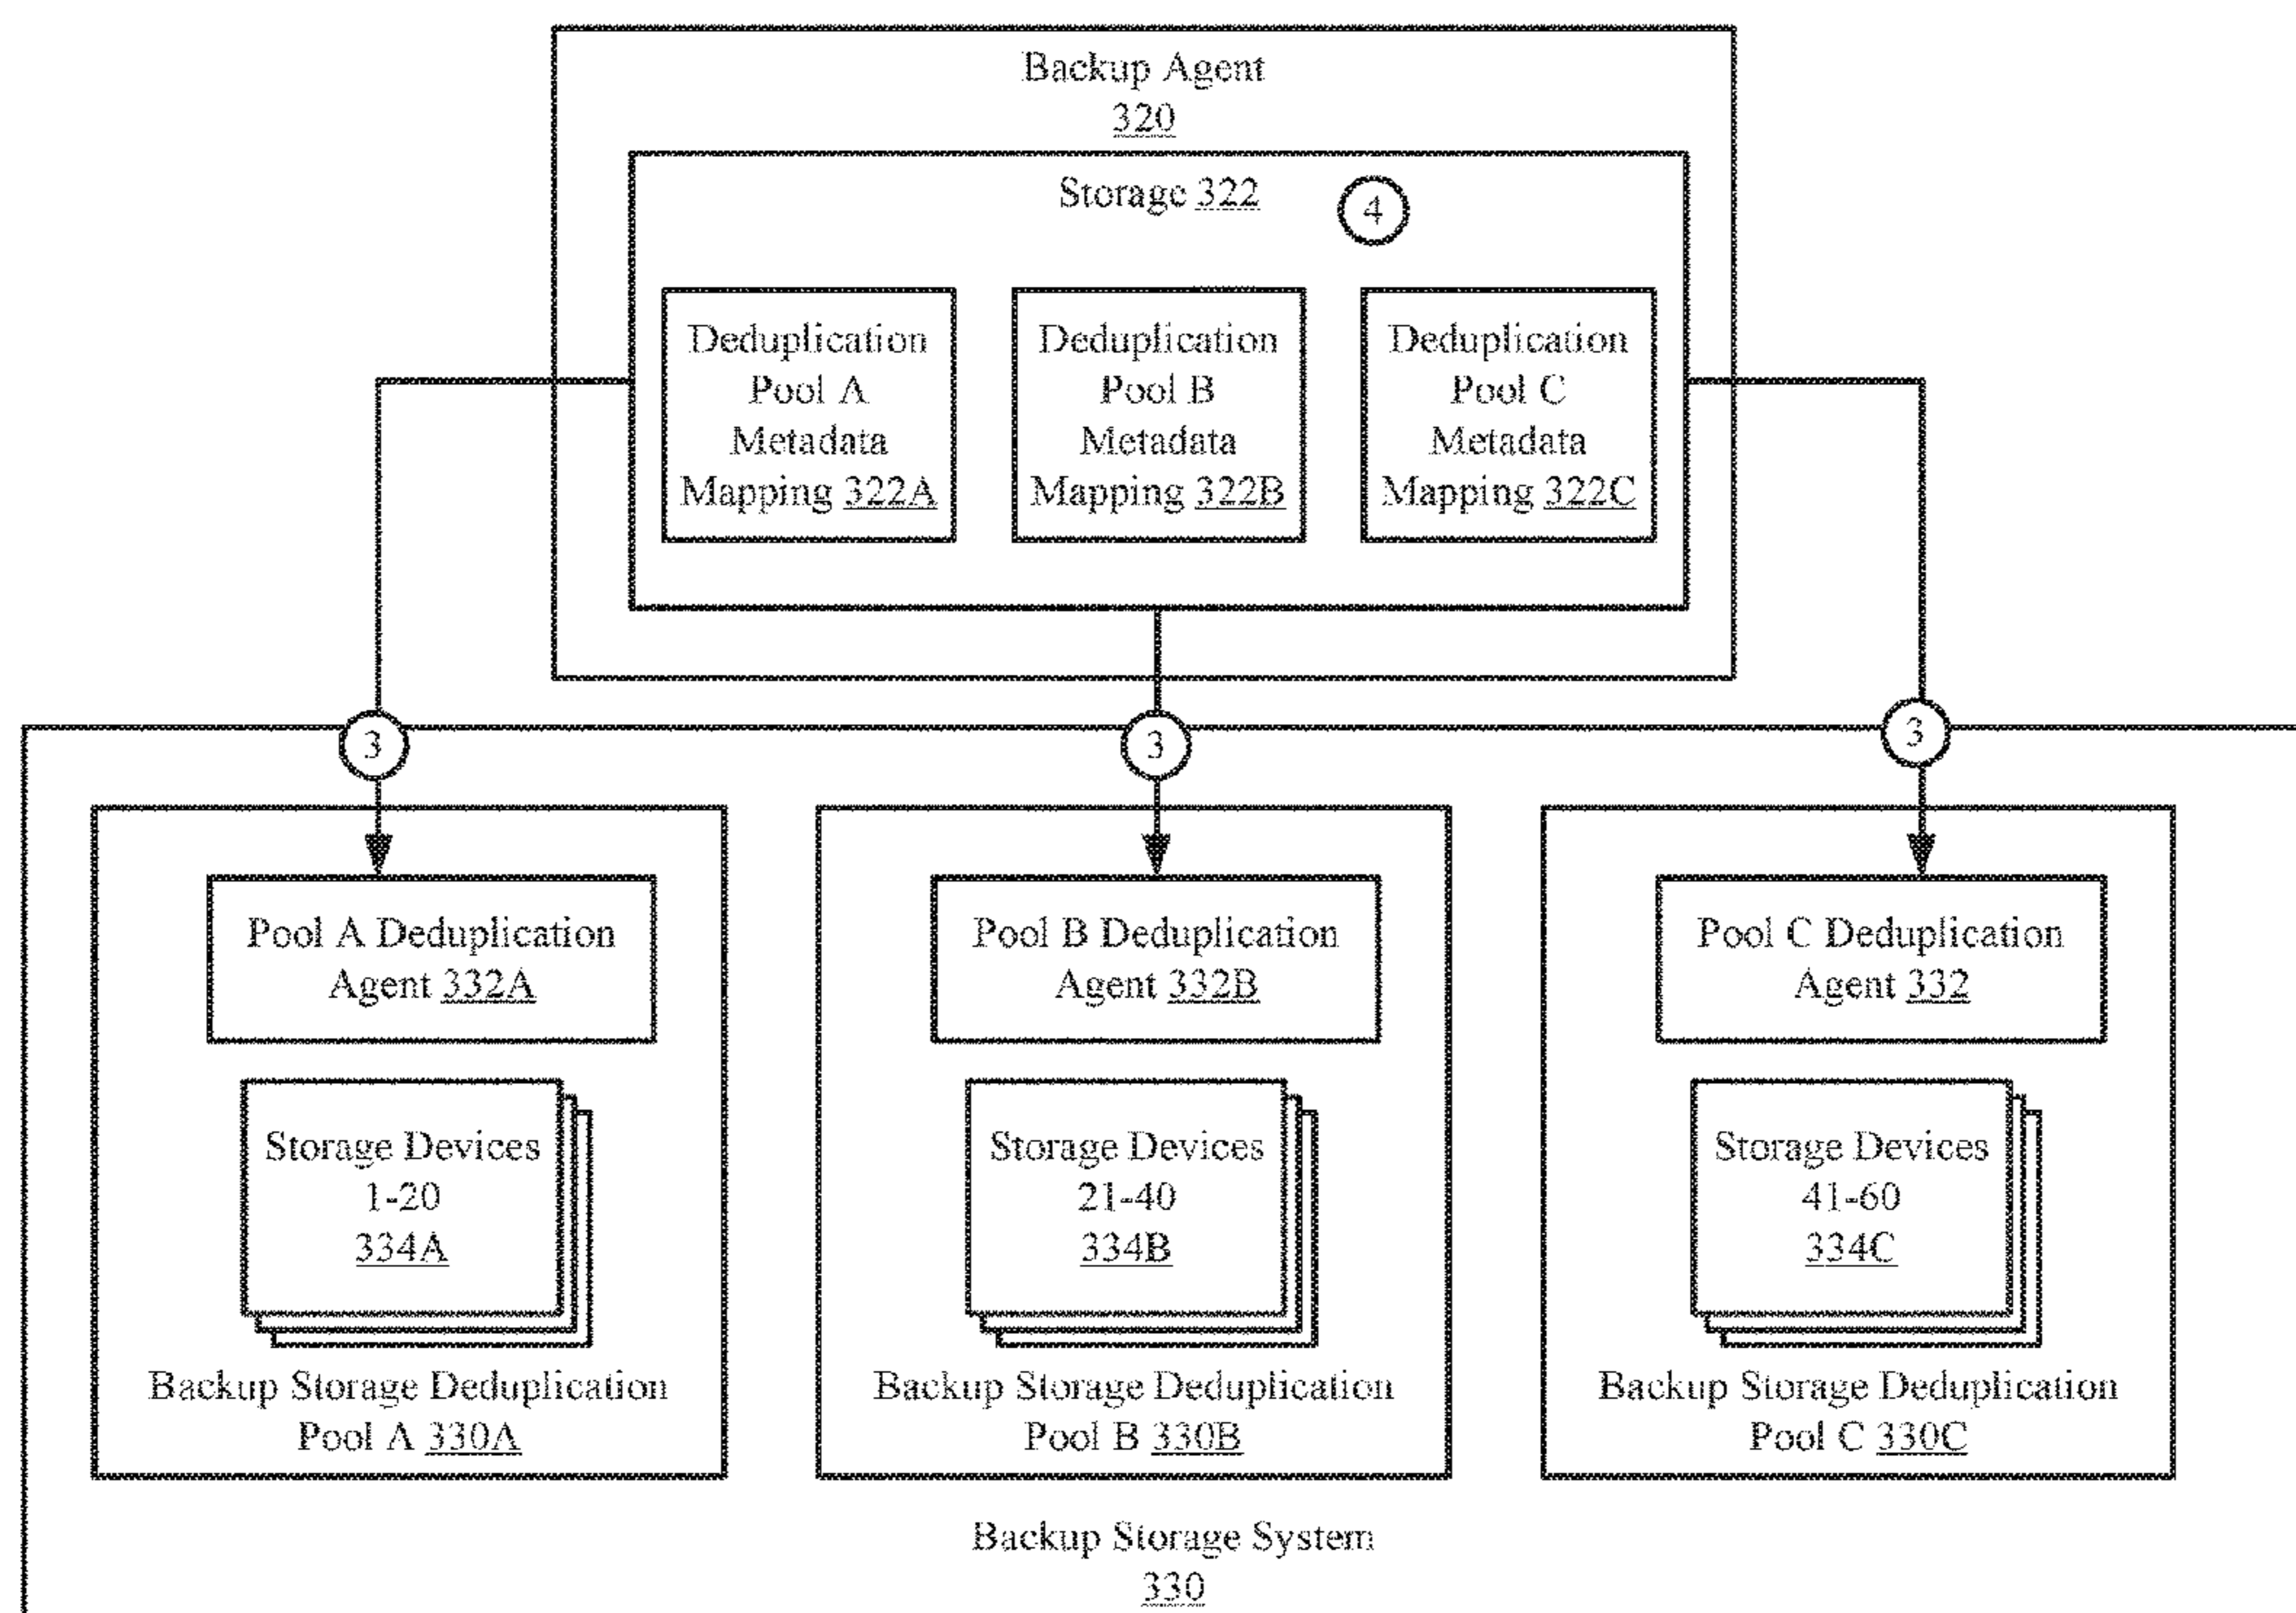 Backup Agent
320
Storage 322
4
Deduplication
Pool A
Metadata
Mapping 322A
Deduplication
Pool B
Metadata
Mapping 322B
Deduplication
Pool C
Metadata
Mapping 322C
3
3
3
Pool A Deduplication
Agent 332A
Storage Devices
1-20
334A
Backup Storage Deduplication
Pool A 330A
Pool B Deduplication
Agent 332B
Storage Devices
21-40
334B
Backup Storage Deduplication
Pool B 330B
Pool C Deduplication
Agent 332
Storage Devices
41-60
334C
Backup Storage Deduplication
Pool C 330C
Backup Storage System
330